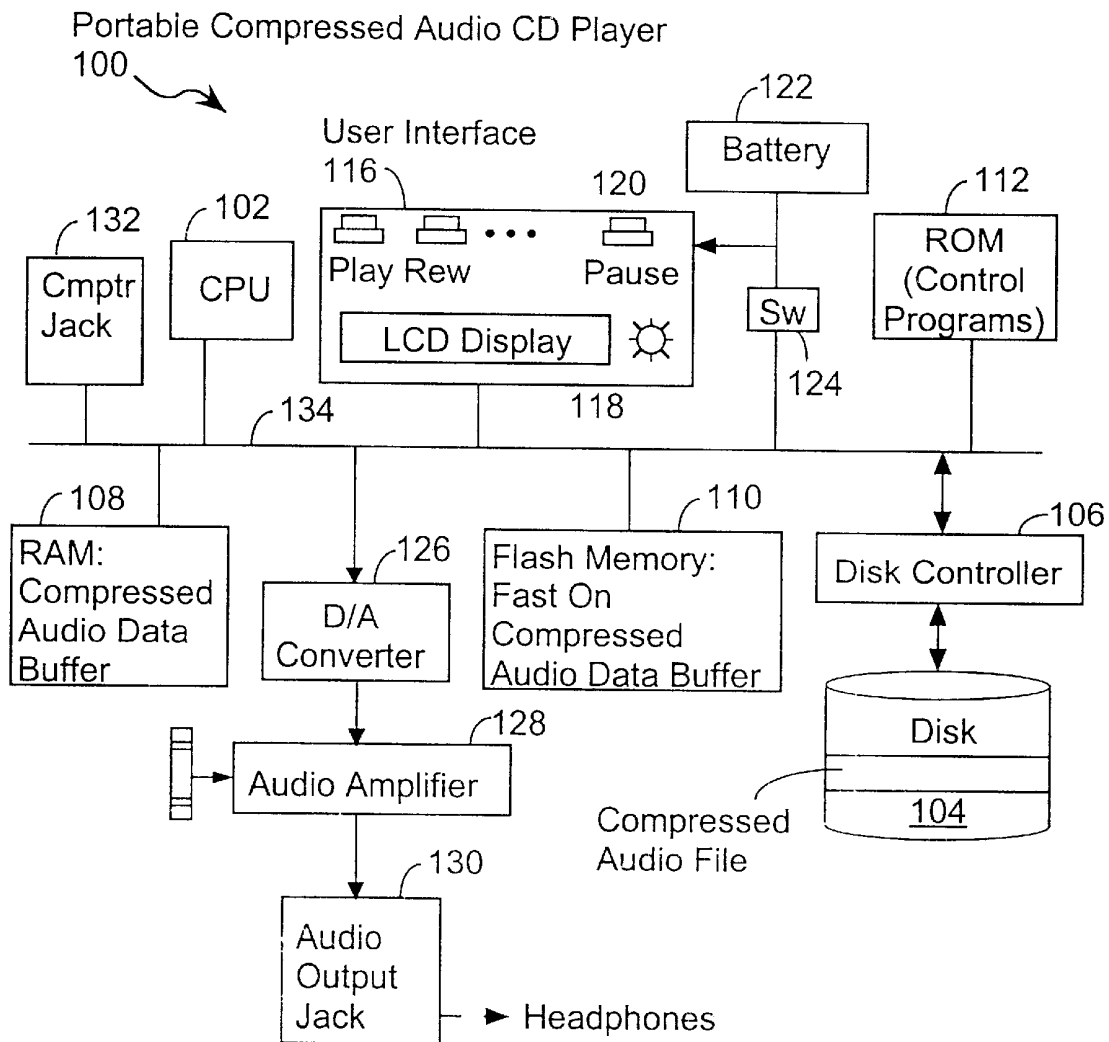 Portable Compressed Audio CD Player
100
122
Battery
User Interface
116
120
112
132
102
Cmptr
Jack
CPU
Play Rew
Pause
ROM
(Control
Programs)
LCD Display
Sw
124
118
134
108
RAM:
Compressed
Audio Data
Buffer
126
D/A
Converter
110
Flash Memory:
Fast On
Compressed
Audio Data Buffer
106
Disk Controller
128
Audio Amplifier
Disk
104
Compressed
Audio File
130
Audio
Output
Jack
Headphones